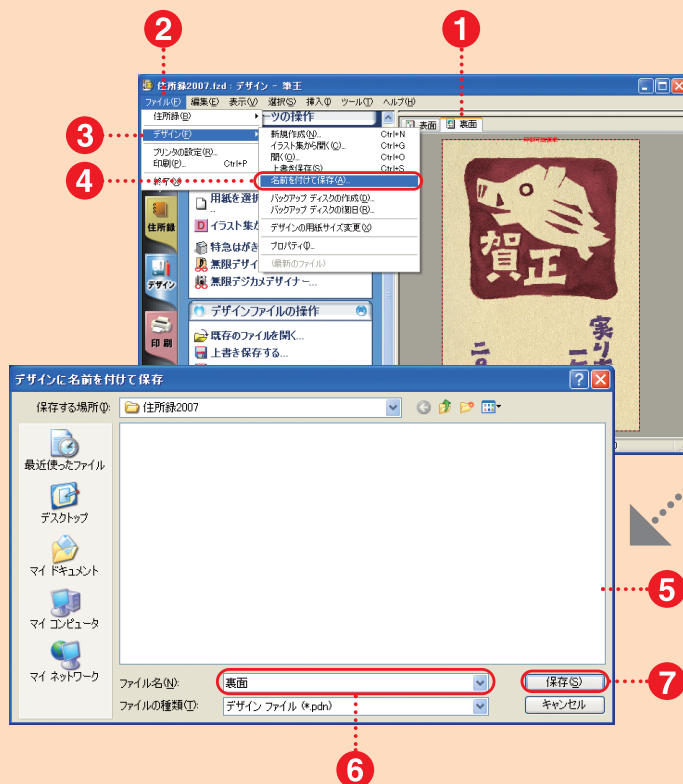 2
1
住所録2007.fzd : デザイン - 筆王
ファイル(F) 編集(E) 表示(V) 選択(S) 挿入(I) ツール(T) ヘルプ(H)
住所録(B)
デザイン(F)
プリンタの設定(R)...
印刷(P)... Ctrl+P
終了(X)
ーツの操作
新規作成(N)... Ctrl+N
イラスト集から開く(C)... Ctrl+G
開く(O)... Ctrl+O
上書き保存(S) Ctrl+S
名前を付けて保存(A)...
バックアップ ディスクの作成(D)...
バックアップ ディスクの復旧(R)...
デザインの用紙サイズ変更(X)
プロパティ(I)...
(最新のファイル)
3
4
表面 裏面
賀正
住所録
デザイン
印刷
用紙を選択
..
イラスト集か
特急はがき
無限デザイ
無限デジカメデザイナー...
デザインファイルの操作
既存のファイルを開く...
上書き保存する...
実り
デザインに名前を付けて保存
保存する場所(I): 住所録2007
最近使ったファイル
デスクトップ
マイ ドキュメント
マイ コンピュータ
マイ ネットワーク
5
ファイル名(N): 裏面 保存(S)
7
ファイルの種類(T): デザイン ファイル (*.pdn) キャンセル
6